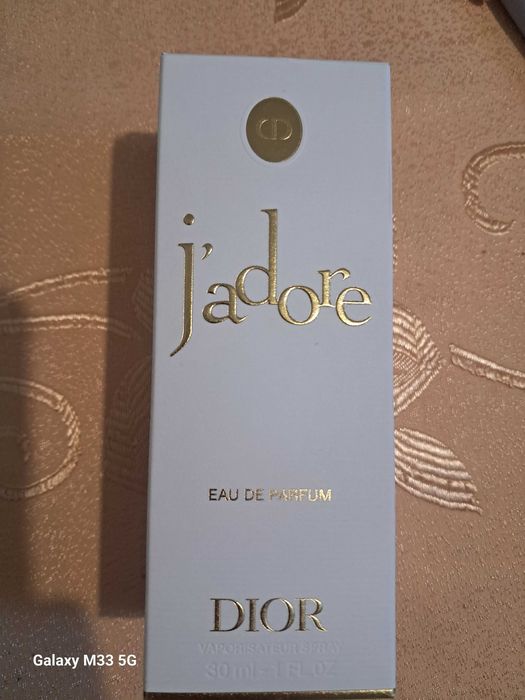 CD
j'adore
EAU DE PARFUM
DIOR
VAPORISATEUR SPRAY
30 ml - 1 FL.OZ
Galaxy M33 5G